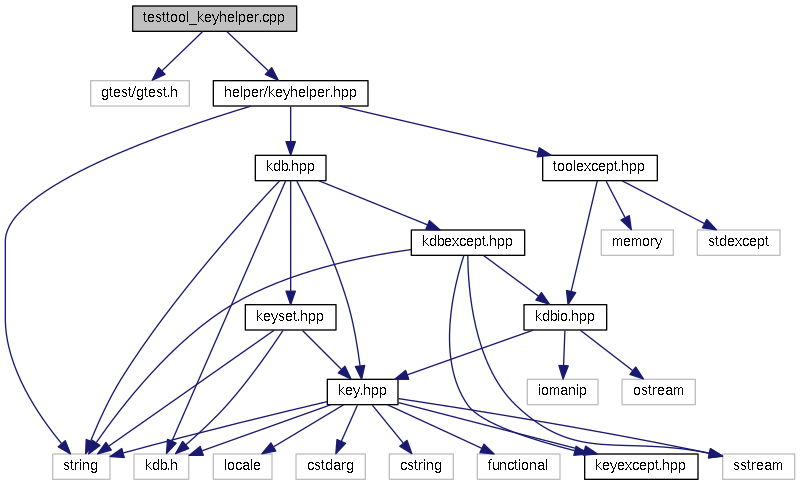 testtool_keyhelper.cpp
gtest/gtest.h
helper/keyhelper.hpp
kdb.hpp
toolexcept.hpp
kdbexcept.hpp
memory
stdexcept
keyset.hpp
kdbio.hpp
key.hpp
iomanip
ostream
string
kdb.h
locale
cstdarg
cstring
functional
keyexcept.hpp
sstream